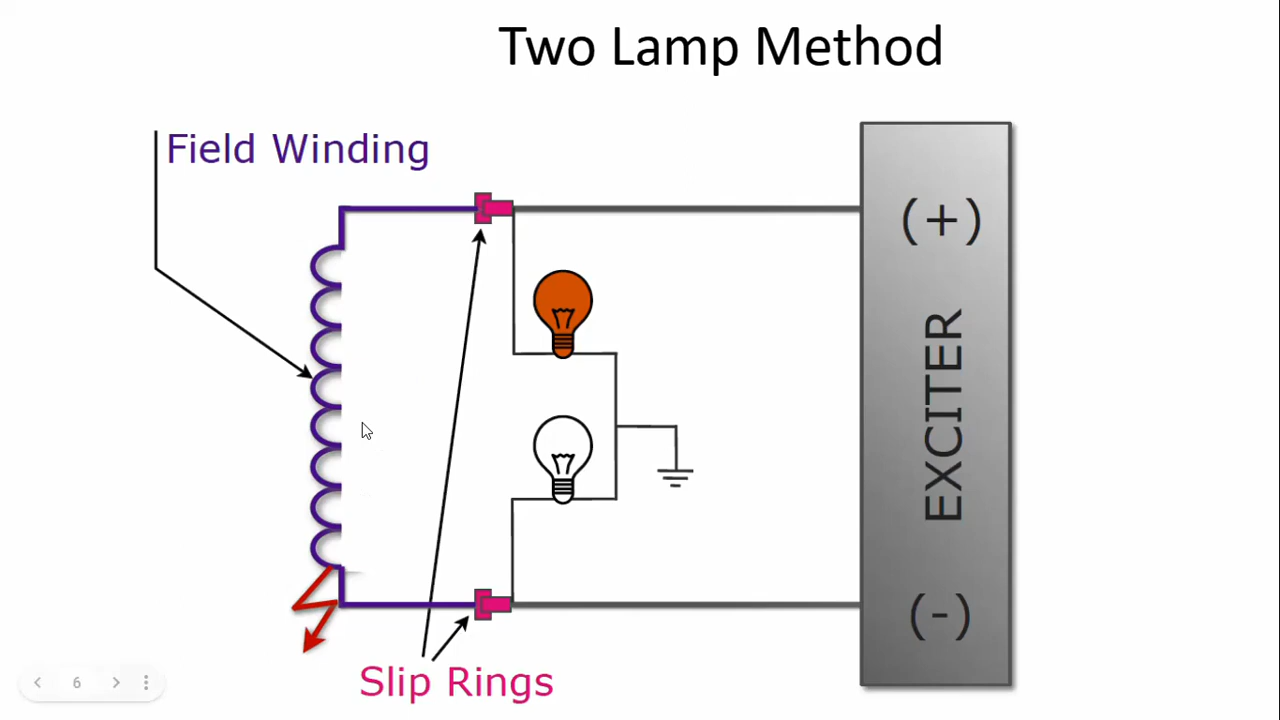 Two Lamp Method
Field Winding
(+)
EXCITER
(-)
Slip Rings
6